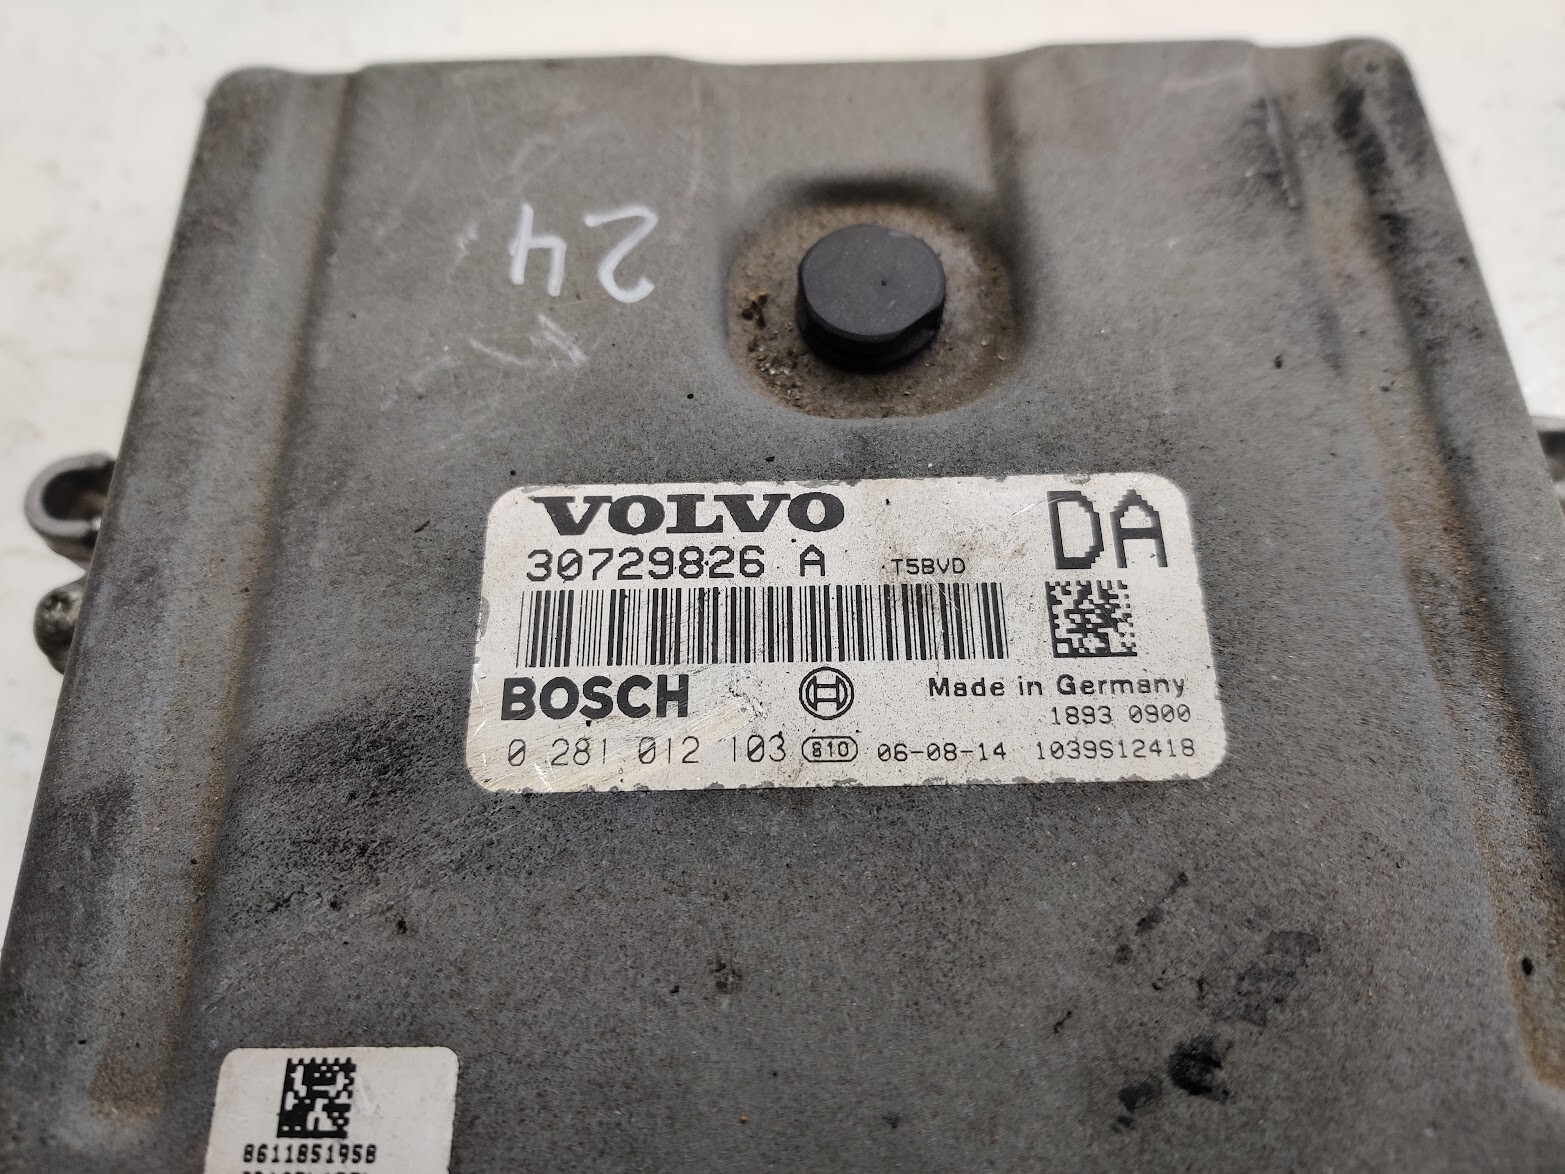 24
VOLVO
30729826 A T5BVD DA
BOSCH Made in Germany
1893 0900
0 281 012 103 810 06-08-14 1039S12418
8611851958